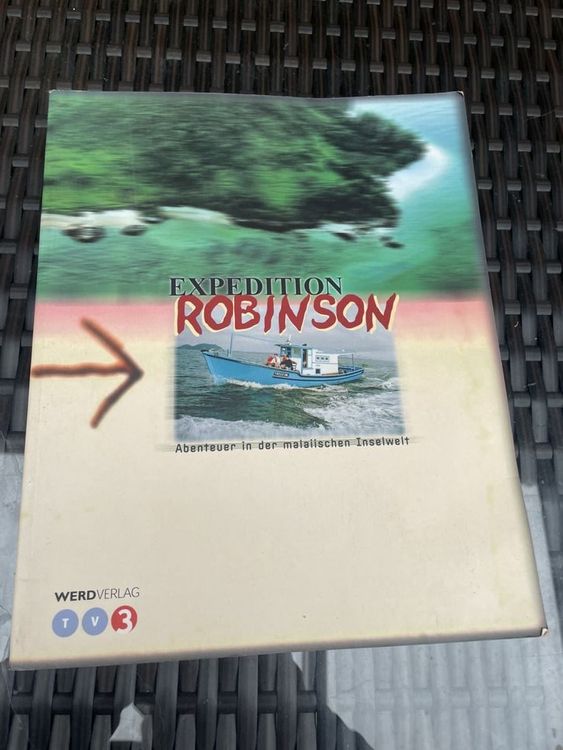 EXPEDITION
ROBINSON
Abenteuer in der malaiischen Inselwelt
WERDVERLAG
TV3